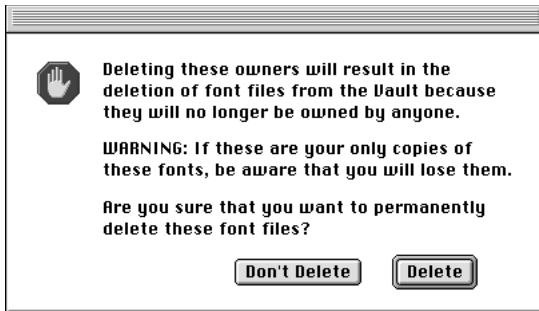 Deleting these owners will result in the
deletion of font files from the Vault because
they will no longer be owned by anyone.
WARNING: If these are your only copies of
these fonts, be aware that you will lose them.
Are you sure that you want to permanently
delete these font files?
Don't Delete
Delete